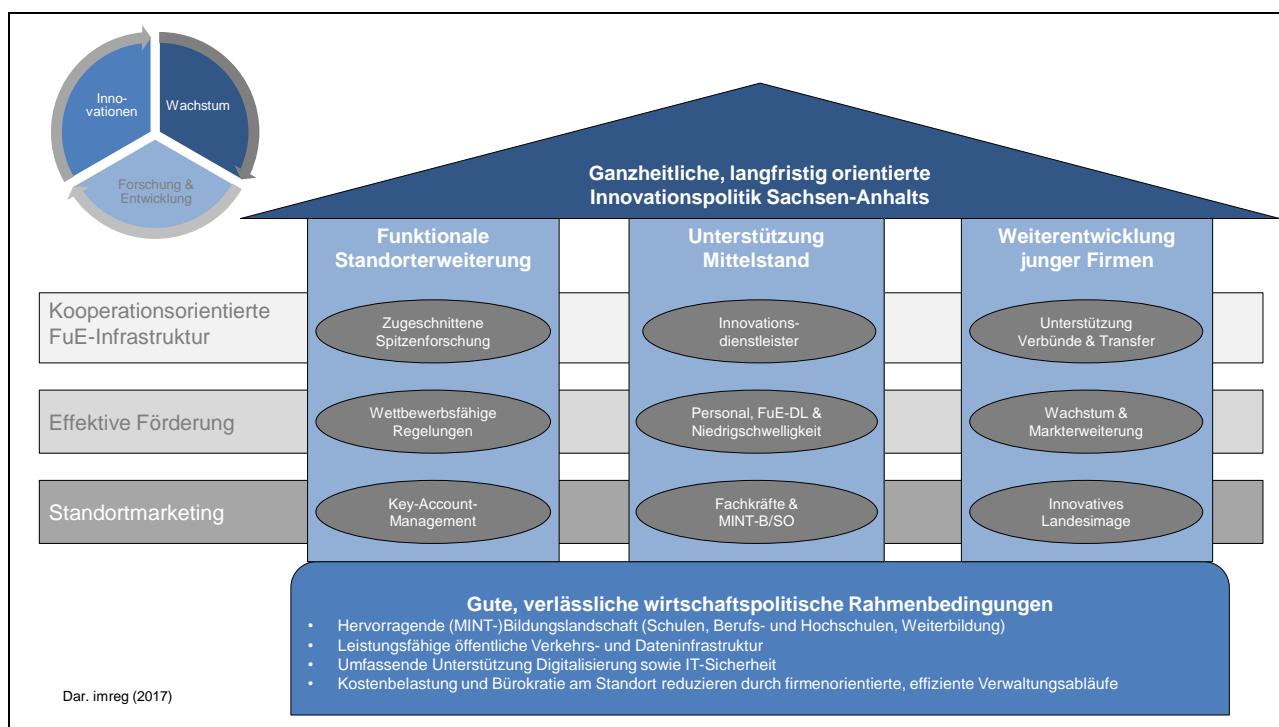 Inno-
vationen
Wachstum
Forschung &
Entwicklung
Ganzheitliche, langfristig orientierte
Innovationspolitik Sachsen-Anhalts
Funktionale
Standorterweiterung
Unterstützung
Mittelstand
Weiterentwicklung
junger Firmen
Kooperationsorientierte
FuE-Infrastruktur
Zugeschnittene
Spitzenforschung
Innovations-
dienstleister
Unterstützung
Verbünde & Transfer
Effektive Förderung
Wettbewerbsfähige
Regelungen
Personal, FuE-DL &
Niedrigschwelligkeit
Wachstum &
Markterweiterung
Standortmarketing
Key-Account-
Management
Fachkräfte &
MINT-B/SO
Innovatives
Landesimage
Gute, verlässliche wirtschaftspolitische Rahmenbedingungen
• Hervorragende (MINT-)Bildungslandschaft (Schulen, Berufs- und Hochschulen, Weiterbildung)
• Leistungsfähige öffentliche Verkehrs- und Dateninfrastruktur
• Umfassende Unterstützung Digitalisierung sowie IT-Sicherheit
• Kostenbelastung und Bürokratie am Standort reduzieren durch firmenorientierte, effiziente Verwaltungsabläufe
Dar. imreg (2017)